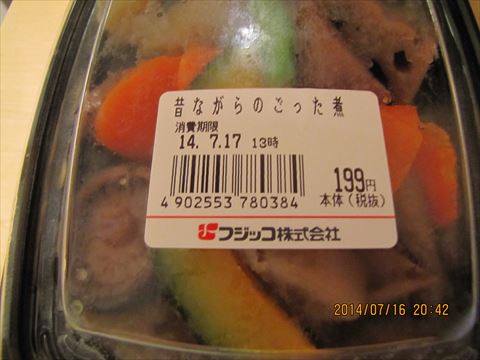 昔ながらのごった煮
消費期限
14. 7.17 13時
199円
本体(税抜)
4 902553 780384
フジッコ株式会社
2014/07/16 20:42